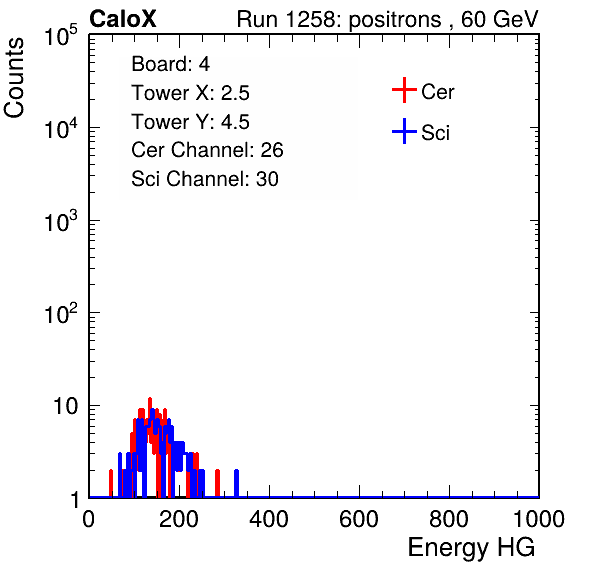 CaloX Run 1258: positrons , 60 GeV
Counts
Board: 4
Tower X: 2.5
Tower Y: 4.5
Cer Channel: 26
Sci Channel: 30
Cer
Sci
10^5
10^4
10^3
10^2
10
1
0 200 400 600 800 1000
Energy HG